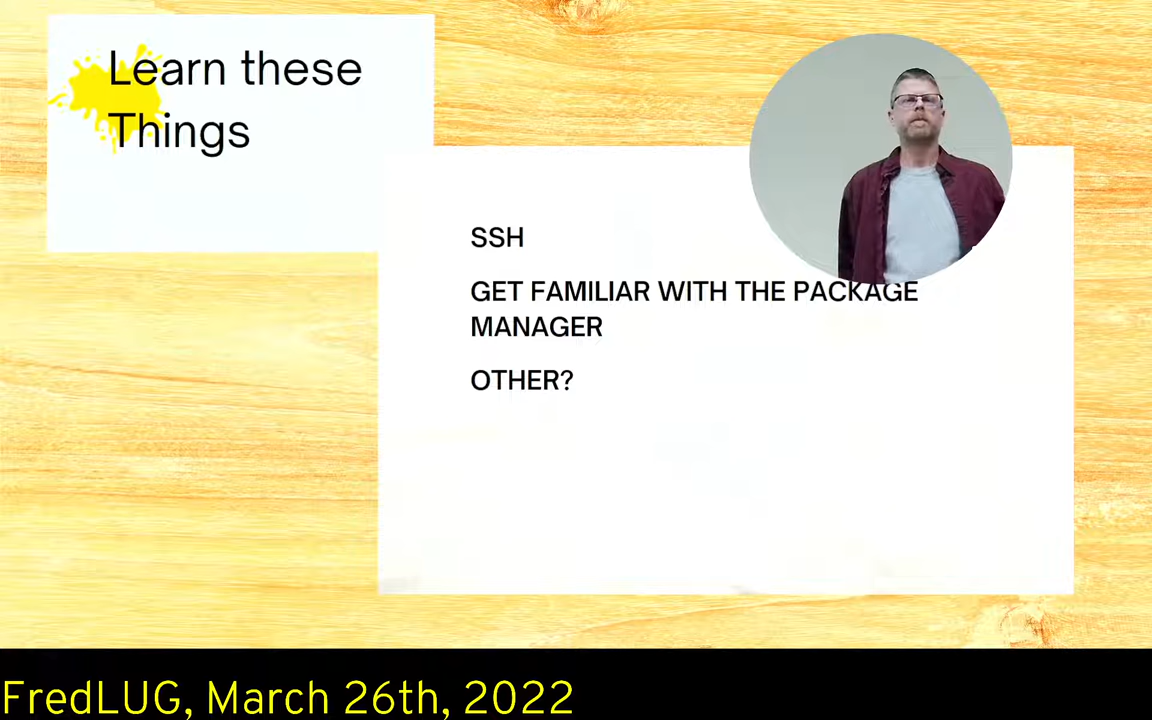 Learn these
Things
SSH
GET FAMILIAR WITH THE PACKAGE
MANAGER
OTHER?
FredLUG, March 26th, 2022